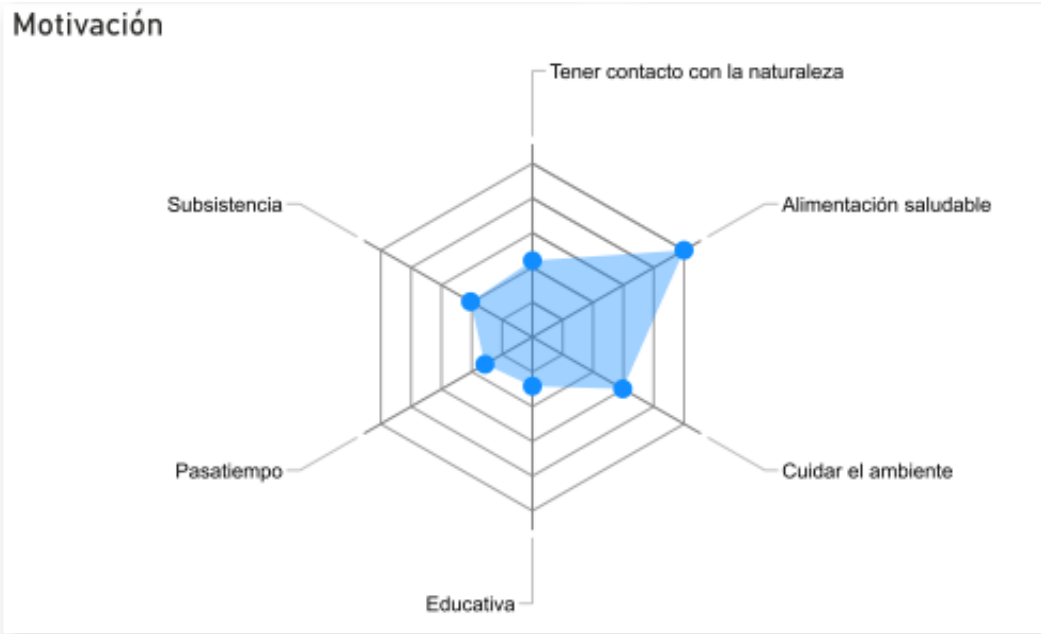 Motivación
Tener contacto con la naturaleza
Subsistencia
Alimentación saludable
Pasatiempo
Cuidar el ambiente
Educativa